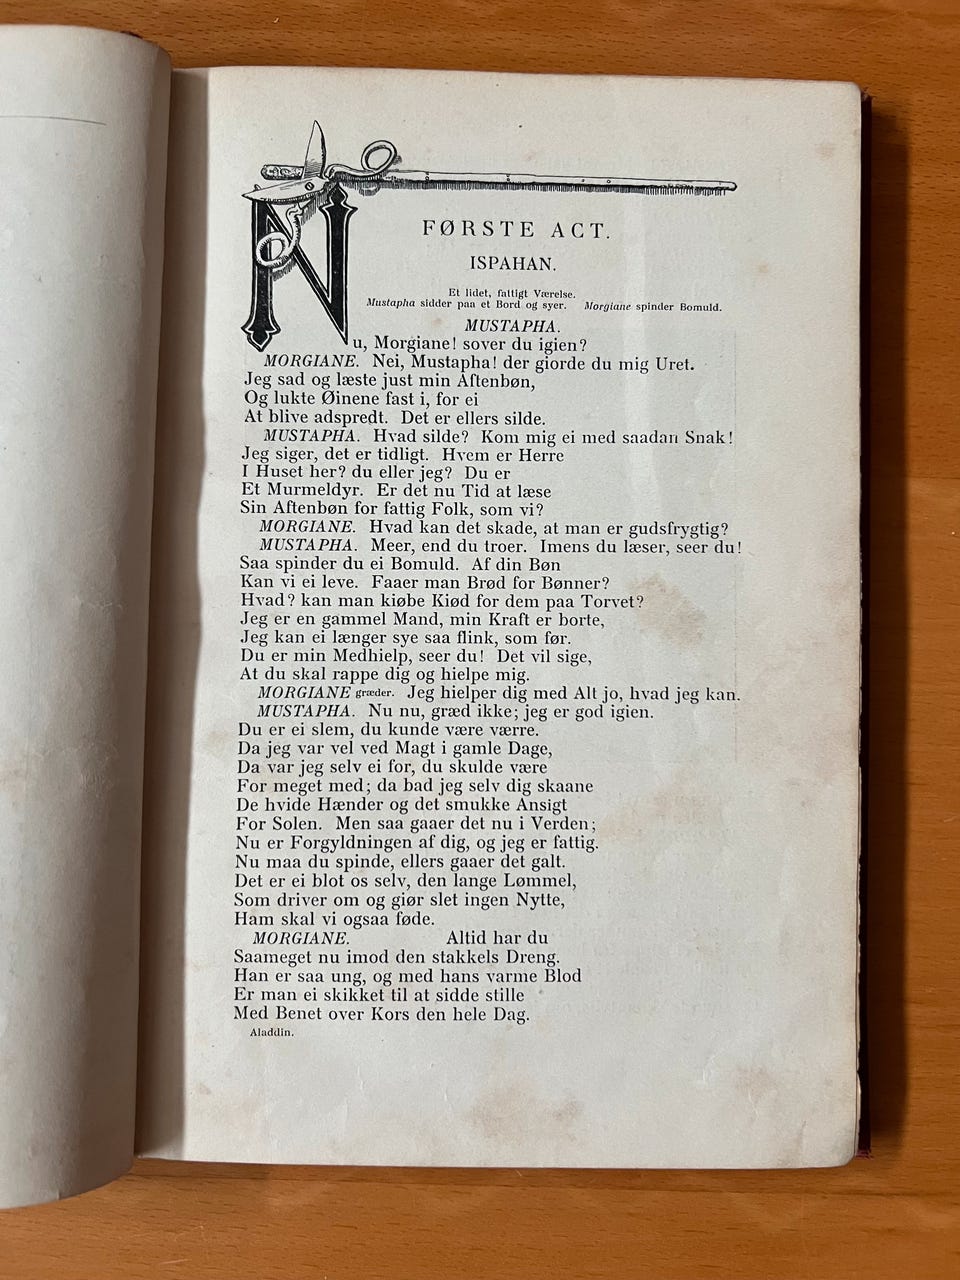 FØRSTE ACT.
ISPAHAN.
Et lidet, fattigt Værelse.
Mustapha sidder paa et Bord og syer. Morgiane spinder Bomuld.
MUSTAPHA.
Nu, Morgiane! sover du igien?
MORGIANE. Nei, Mustapha! der giorde du mig Uret.
Jeg sad og læste just min Aftenbøn,
Og lukte Øinene fast i, for ei
At blive adspredt. Det er ellers silde.
MUSTAPHA. Hvad silde? Kom mig ei med saadan Snak!
Jeg siger, det er tidligt. Hvem er Herre
I Huset her? du eller jeg? Du er
Et Murmeldyr. Er det nu Tid at læse
Sin Aftenbøn for fattig Folk, som vi?
MORGIANE. Hvad kan det skade, at man er gudsfrygtig?
MUSTAPHA. Meer, end du troer. Imens du læser, seer du!
Saa spinder du ei Bomuld. Af din Bøn
Kan vi ei leve. Faaer man Brød for Bønner?
Hvad? kan man kiøbe Kiød for dem paa Torvet?
Jeg er en gammel Mand, min Kraft er borte,
Jeg kan ei længer sye saa flink, som før.
Du er min Medhielp, seer du! Det vil sige,
At du skal rappe dig og hielpe mig.
MORGIANE græder. Jeg hielper dig med Alt jo, hvad jeg kan.
MUSTAPHA. Nu nu, græd ikke; jeg er god igien.
Du er ei slem, du kunde være værre.
Da jeg var vel ved Magt i gamle Dage,
Da var jeg selv ei for, du skulde være
For meget med; da bad jeg selv dig skaane
De hvide Hænder og det smukke Ansigt
For Solen. Men saa gaaer det nu i Verden;
Nu er Forgyldningen af dig, og jeg er fattig.
Nu maa du spinde, ellers gaaer det galt.
Det er ei blot os selv, den lange Lømmel,
Som driver om og giør slet ingen Nytte,
Ham skal vi ogsaa føde.
MORGIANE. Altid har du
Saameget nu imod den stakkels Dreng.
Han er saa ung, og med hans varme Blod
Er man ei skikket til at sidde stille
Med Benet over Kors den hele Dag.
Aladdin.